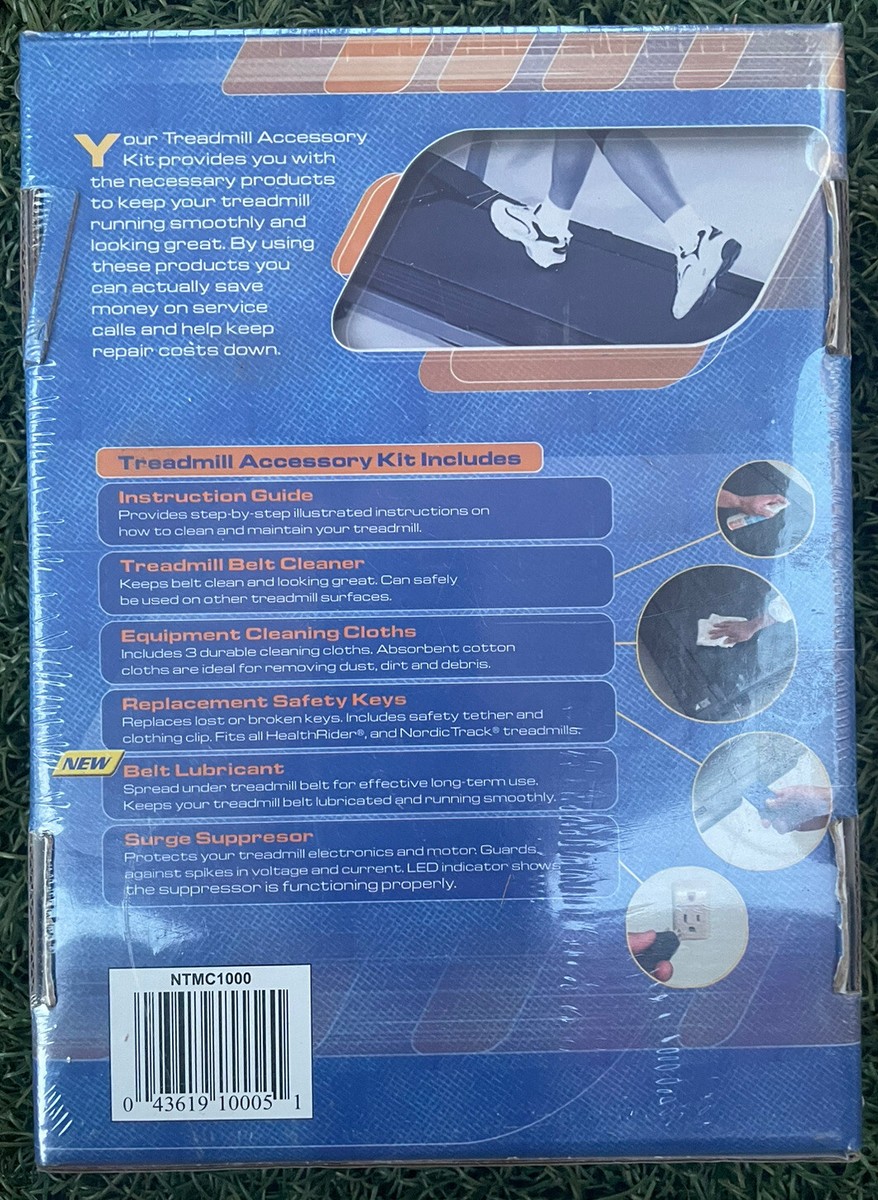 Your Treadmill Accessory
Kit provides you with
the necessary products
to keep your treadmill
running smoothly and
looking great. By using
these products you
can actually save
money on service
calls and help keep
repair costs down.
Treadmill Accessory Kit Includes
Instruction Guide
Provides step-by-step illustrated instructions on
how to clean and maintain your treadmill.
Treadmill Belt Cleaner
Keeps belt clean and looking great. Can safely
be used on other treadmill surfaces.
Equipment Cleaning Cloths
Includes 3 durable cleaning cloths. Absorbent cotton
cloths are ideal for removing dust, dirt and debris.
Replacement Safety Keys
Replaces lost or broken keys. Includes safety tether and
clothing clip. Fits all HealthRider®, and NordicTrack® treadmills.
NEW
Belt Lubricant
Spread under treadmill belt for effective long-term use.
Keeps your treadmill belt lubricated and running smoothly.
Surge Suppresor
Protects your treadmill electronics and motor. Guards
against spikes in voltage and current. LED indicator shows
the suppressor is functioning properly.
NTMC1000
0 43619 10005 1